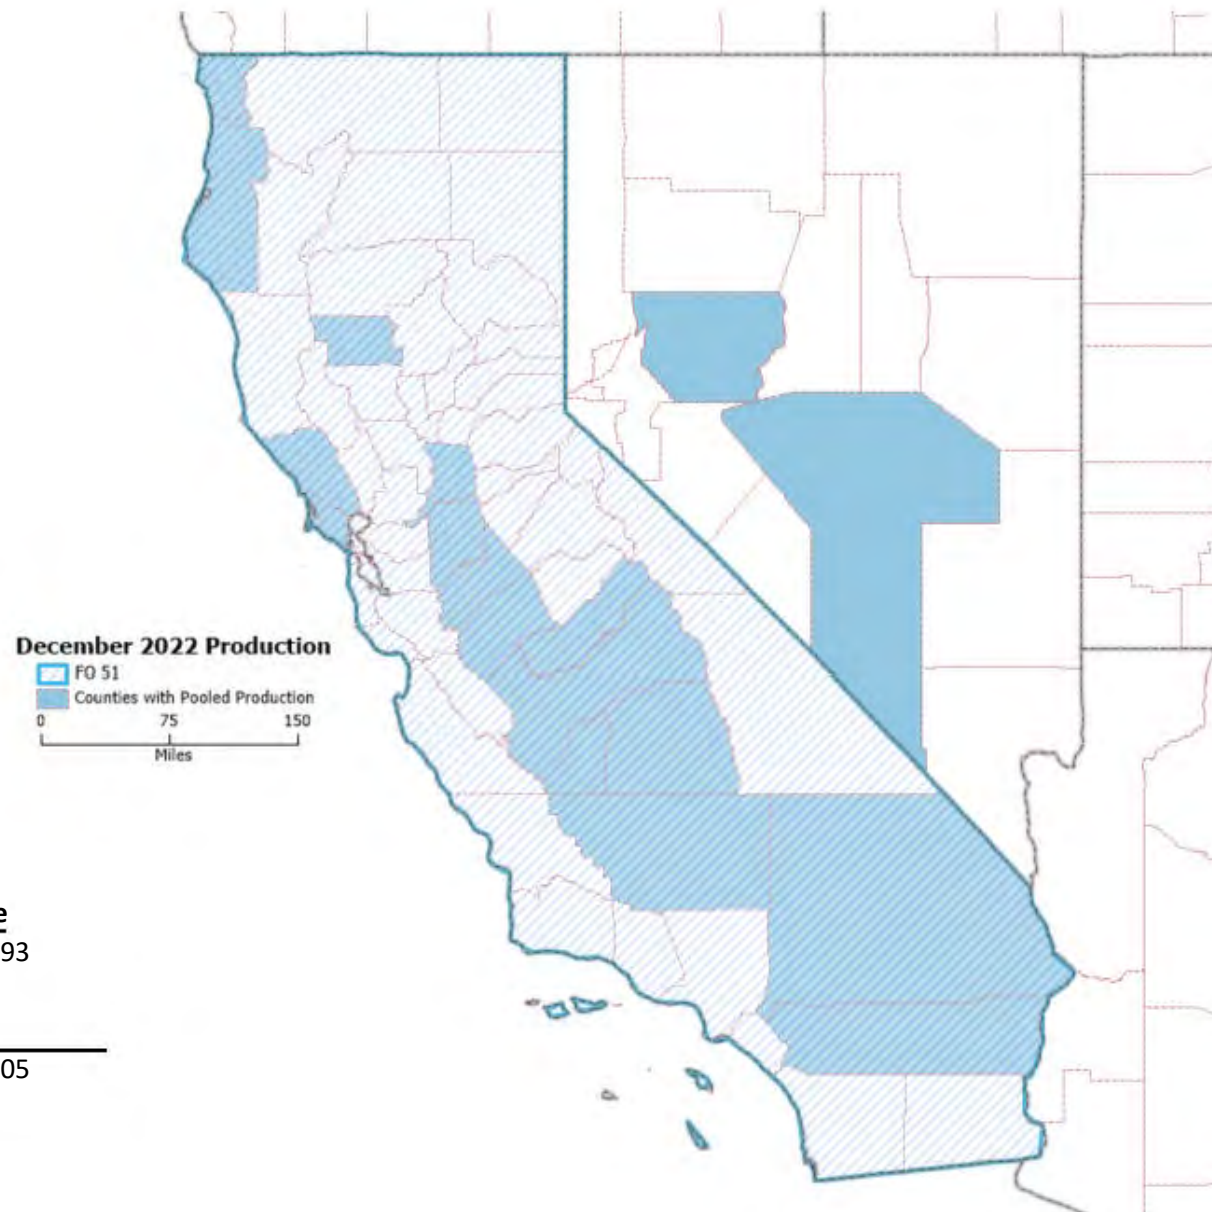 December 2022 Production
FO 51
Counties with Pooled Production
0 75 150
Miles
e
93
05